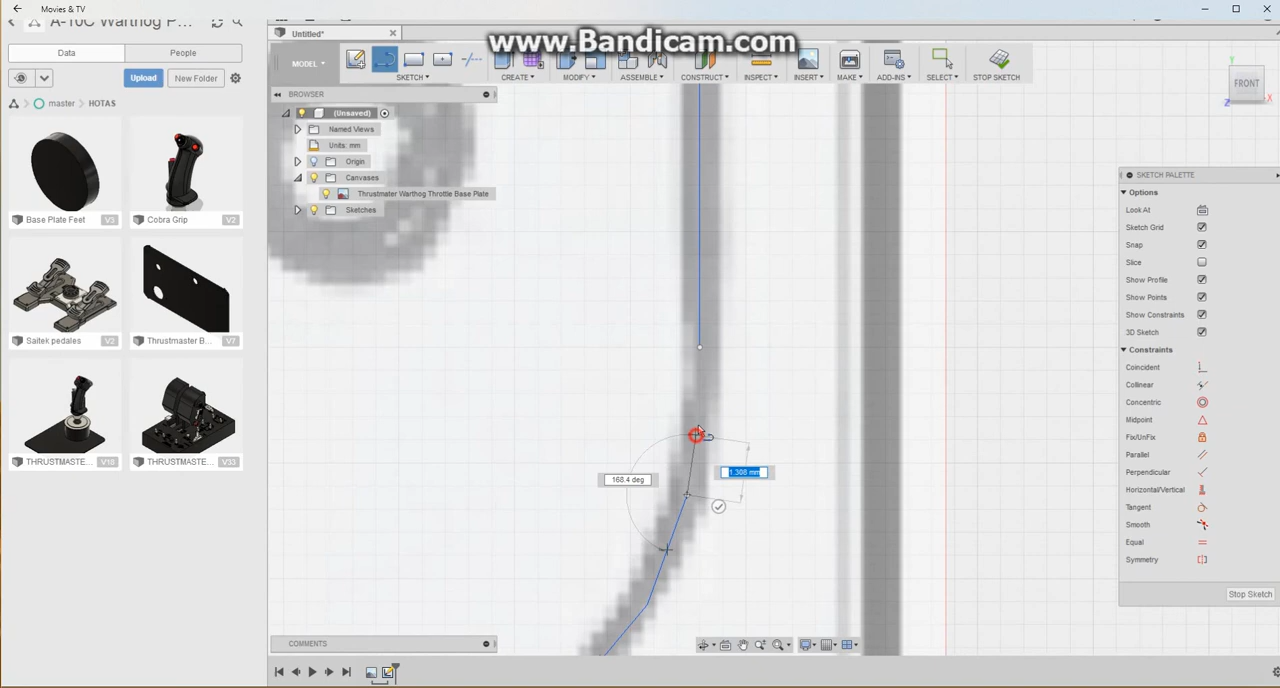 Movies & TV
A-10C Warthog P...
www.Bandicam.com
Untitled*
Data
People
Upload
New Folder
master
HOTAS
Base Plate Feet
V3
Cobra Grip
V2
Saitek pedales
V2
Thrustmaster B...
V7
THRUSTMASTE...
V18
THRUSTMASTE...
V33
MODEL
SKETCH
CREATE
MODIFY
ASSEMBLE
CONSTRUCT
INSPECT
INSERT
MAKE
ADD-INS
SELECT
STOP SKETCH
BROWSER
(Unsaved)
Named Views
Units: mm
Origin
Canvases
Thrustmater Warthog Throttle Base Plate
Sketches
168.4 deg
1.308 mm
Y
FRONT
Z
X
SKETCH PALETTE
Options
Look At
Sketch Grid
Snap
Slice
Show Profile
Show Points
Show Constraints
3D Sketch
Constraints
Coincident
Collinear
Concentric
Midpoint
Fix/UnFix
Parallel
Perpendicular
Horizontal/Vertical
Tangent
Smooth
Equal
Symmetry
Stop Sketch
COMMENTS